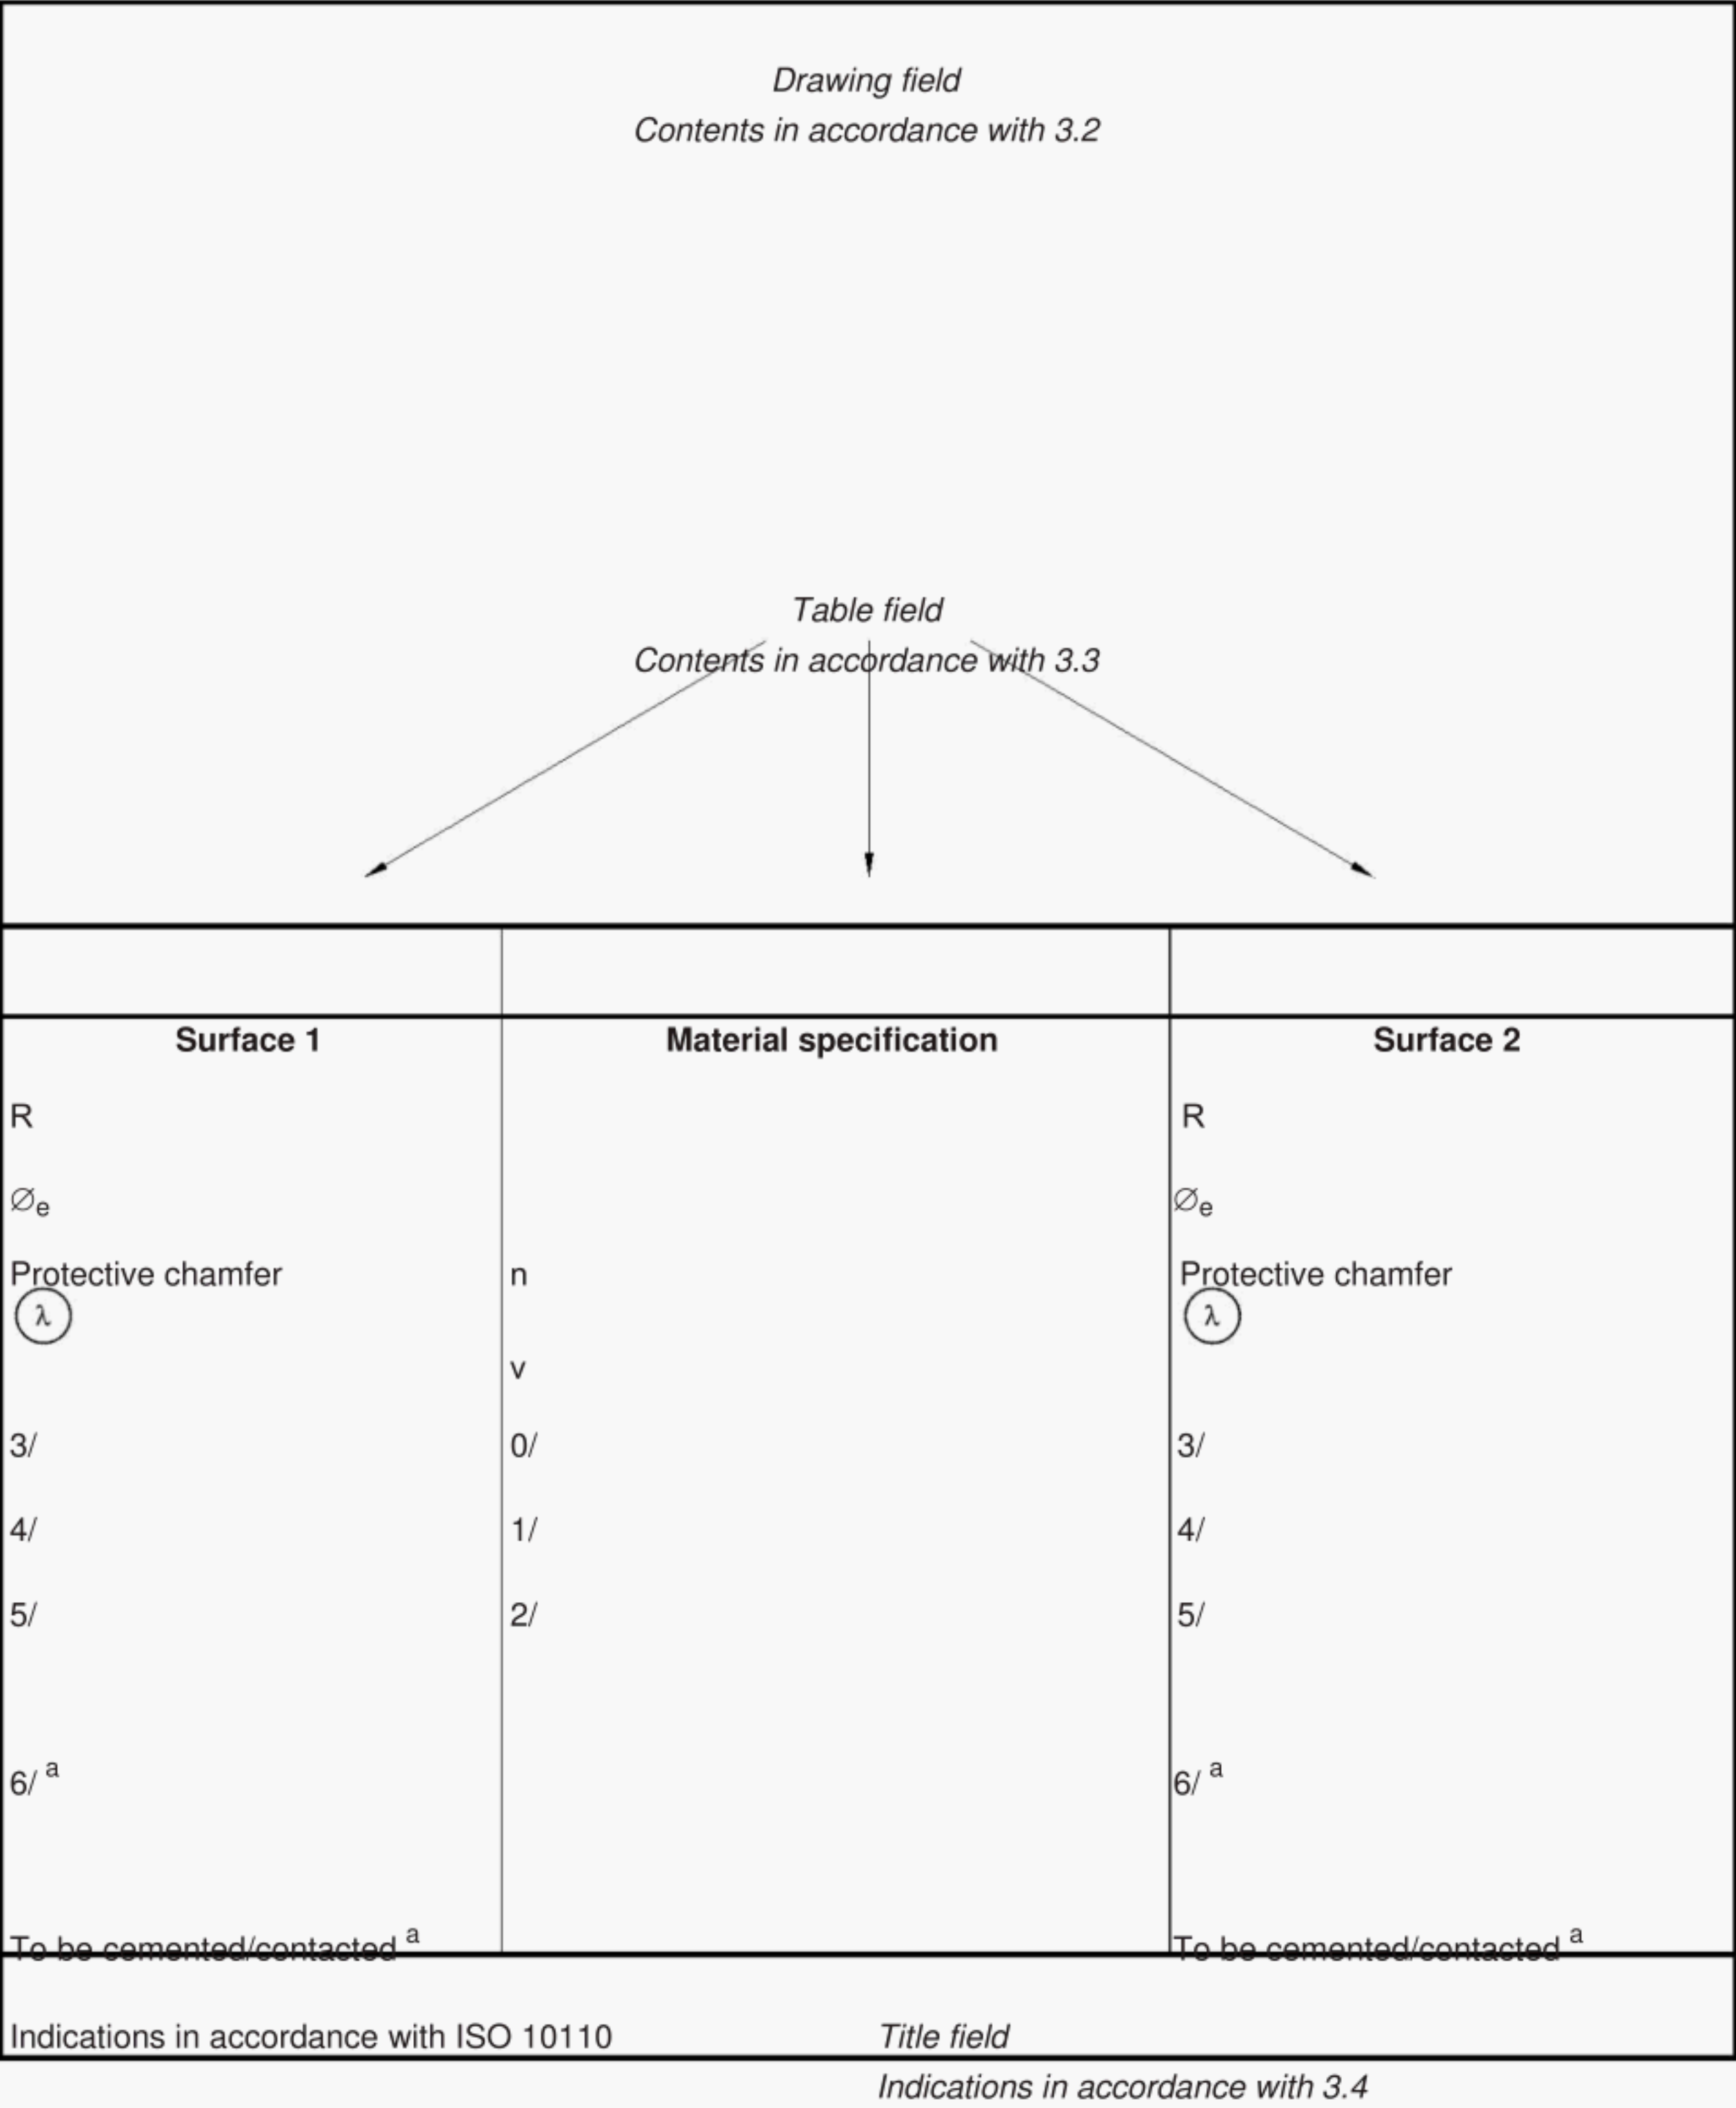 Drawing field
Contents in accordance with 3.2
Table field
Contents in accordance with 3.3
Surface 1 Material specification Surface 2
R R
∅e ∅e
Protective chamfer n Protective chamfer
λ λ
v
3/ 0/ 3/
4/ 1/ 4/
5/ 2/ 5/
6/ a 6/ a
To be cemented/contacted a To be cemented/contacted a
Indications in accordance with ISO 10110 Title field
Indications in accordance with 3.4